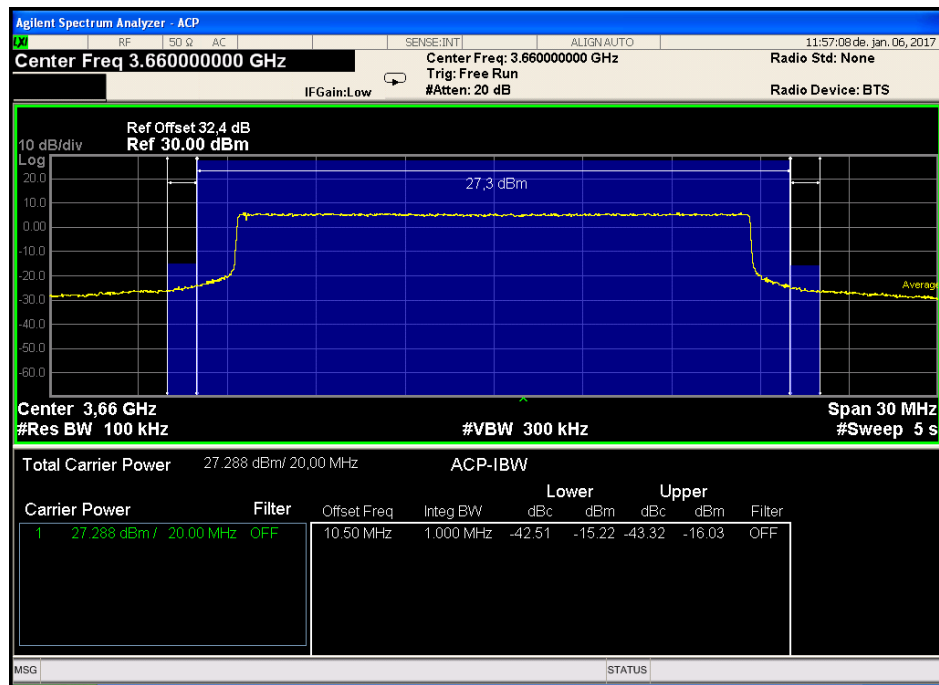 Agilent Spectrum Analyzer - ACP
LXI RF 50 Ω AC SENSE:INT ALIGN AUTO 11:57:08 de. jan. 06, 2017
Center Freq 3.660000000 GHz Center Freq: 3.660000000 GHz Radio Std: None
Trig: Free Run
IFGain:Low #Atten: 20 dB Radio Device: BTS
Ref Offset 32,4 dB
10 dB/div Ref 30.00 dBm
Log
20.0
27,3 dBm
10.0
0.00
-10.0
-20.0
Average
-30.0
-40.0
-50.0
-60.0
Center 3,66 GHz Span 30 MHz
#Res BW 100 kHz #VBW 300 kHz #Sweep 5 s
Total Carrier Power 27.288 dBm/ 20,00 MHz ACP-IBW
Lower Upper
Carrier Power Filter Offset Freq Integ BW dBc dBm dBc dBm Filter
1 27.288 dBm / 20.00 MHz OFF 10.50 MHz 1.000 MHz -42.51 -15.22 -43.32 -16.03 OFF
MSG STATUS